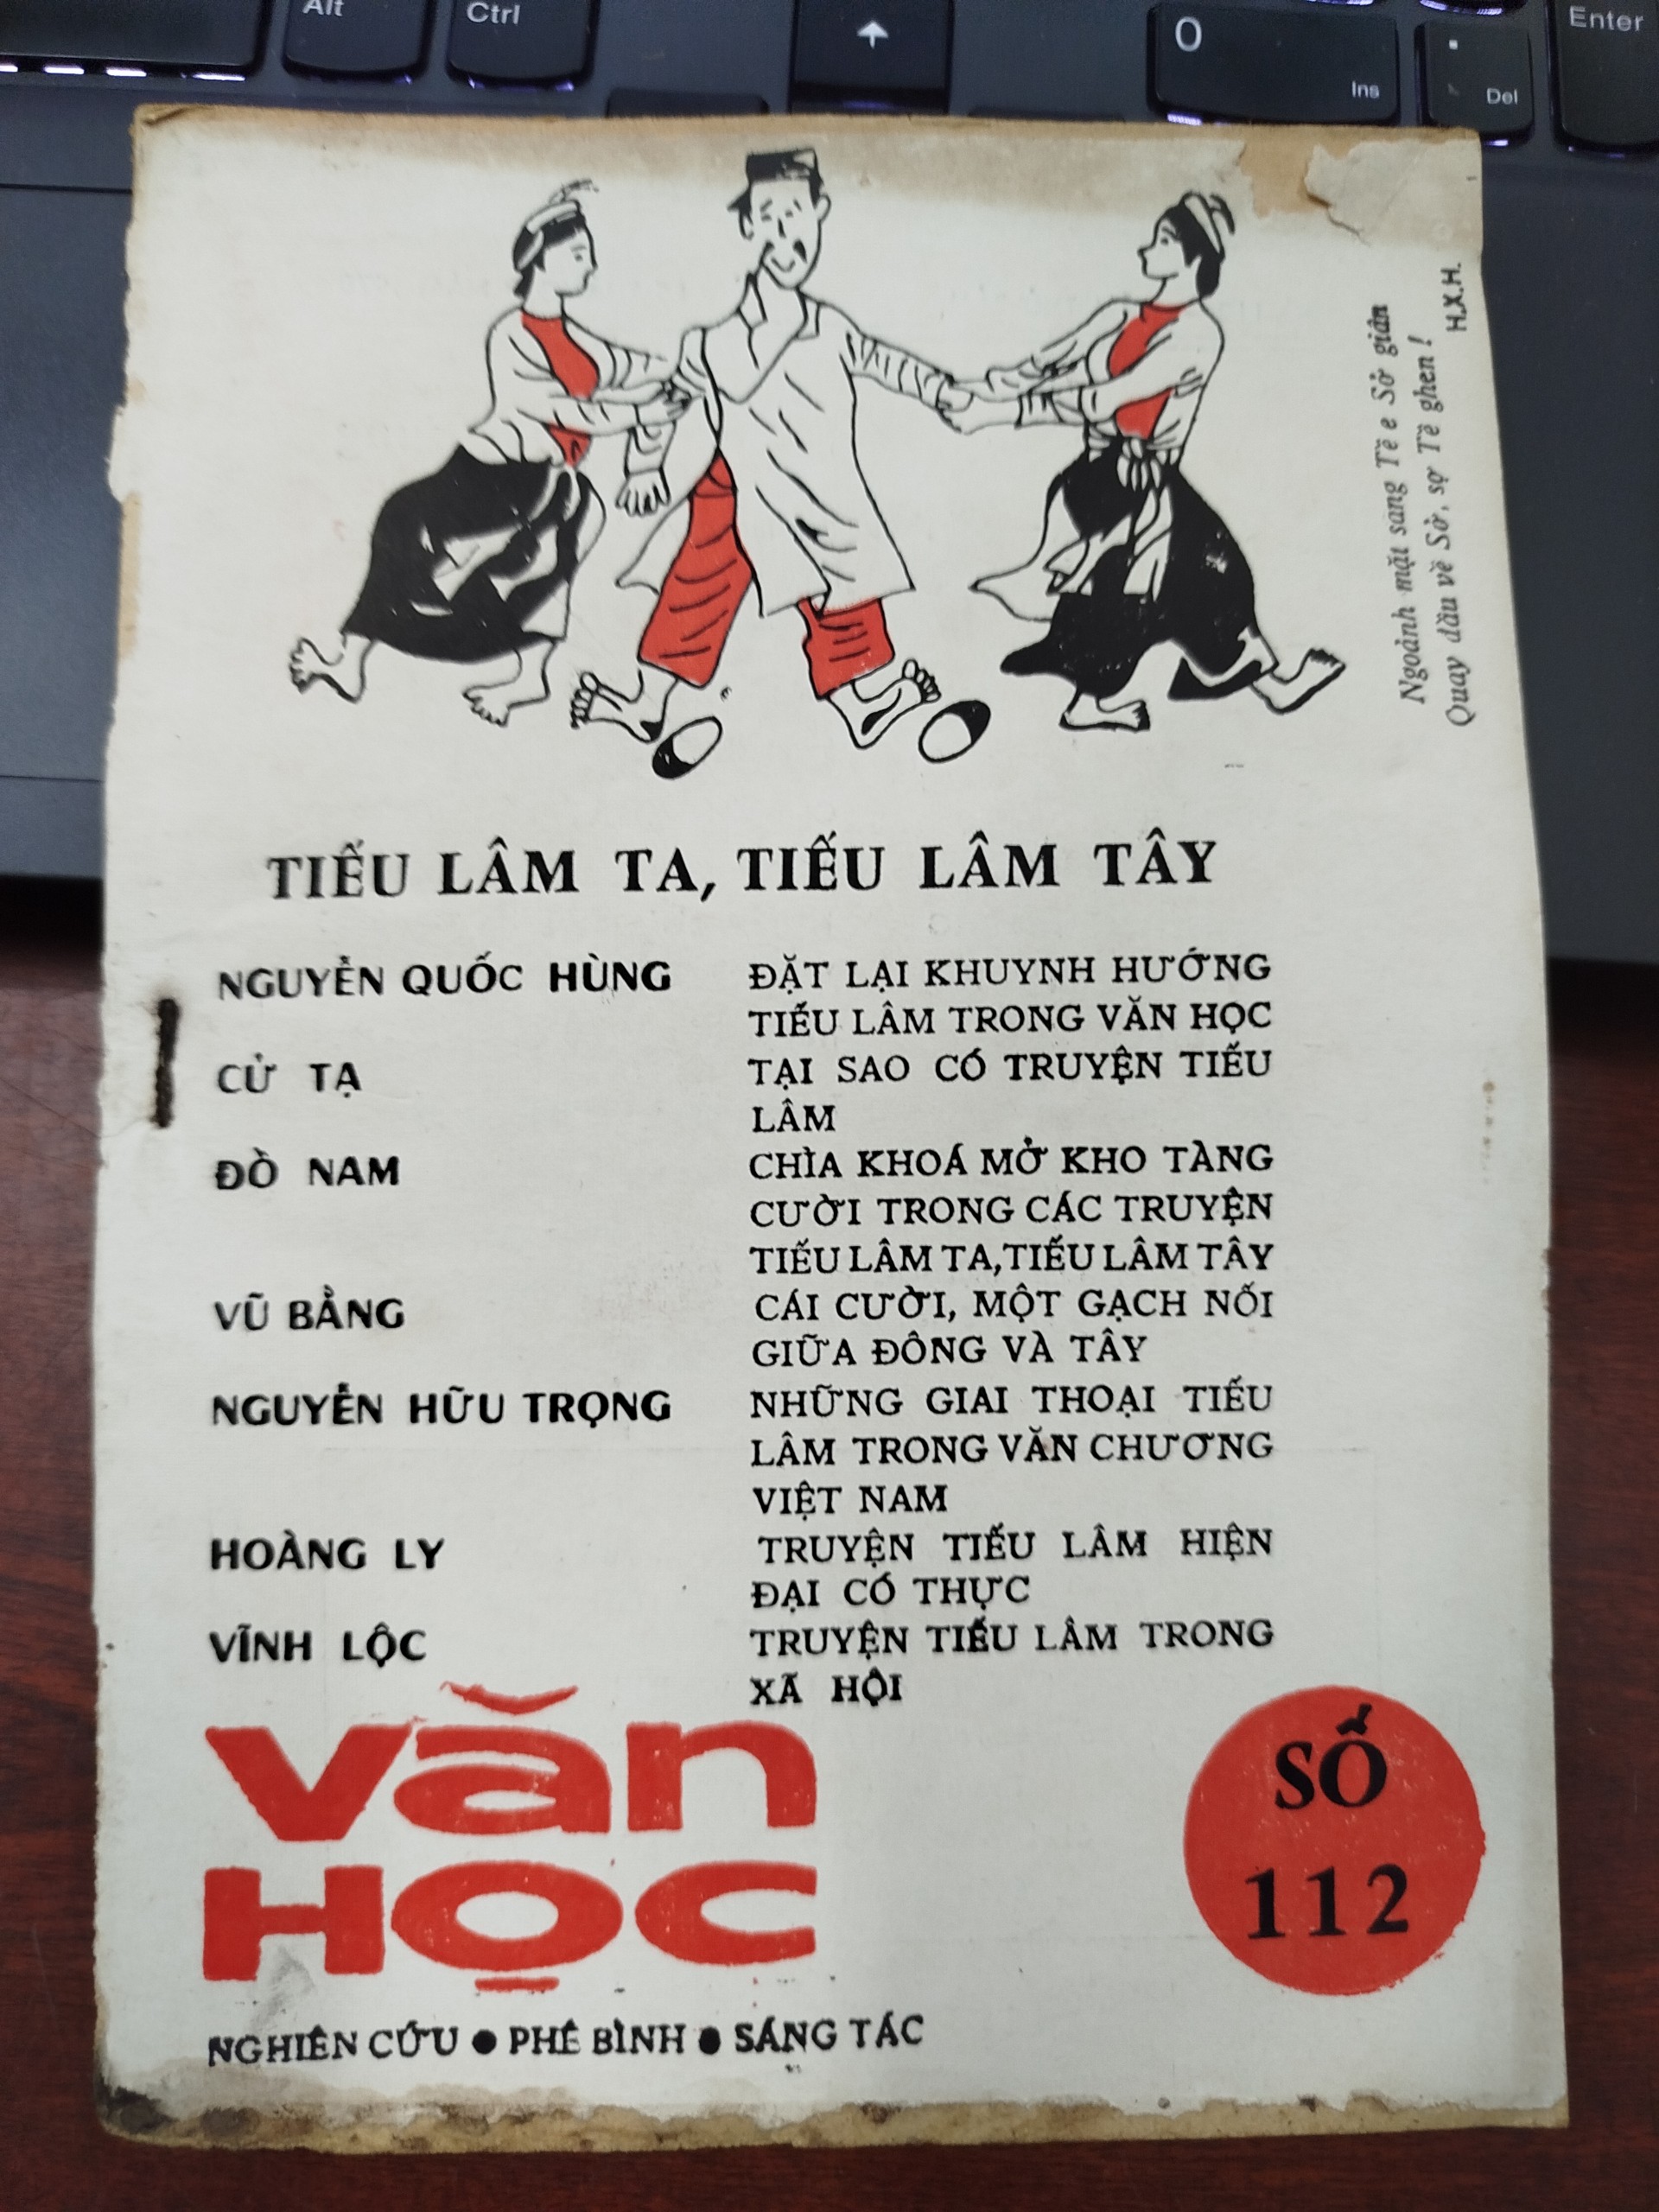 Alt
Ctrl
0
Ins
.
Del
Enter
Ngoảnh mặt sang Tề e Sở giận
Quay đầu về Sở, sợ Tề ghen !
H.X.H.
TIẾU LÂM TA, TIẾU LÂM TÂY
NGUYỄN QUỐC HÙNG ĐẶT LẠI KHUYNH HƯỚNG
TIẾU LÂM TRONG VĂN HỌC
CỬ TẠ TẠI SAO CÓ TRUYỆN TIẾU
LÂM
ĐỒ NAM CHÌA KHOÁ MỞ KHO TÀNG
CƯỜI TRONG CÁC TRUYỆN
TIẾU LÂM TA, TIẾU LÂM TÂY
VŨ BẰNG CÁI CƯỜI, MỘT GẠCH NỐI
GIỮA ĐÔNG VÀ TÂY
NGUYỄN HỮU TRỌNG NHỮNG GIAI THOẠI TIẾU
LÂM TRONG VĂN CHƯƠNG
VIỆT NAM
HOÀNG LY TRUYỆN TIẾU LÂM HIỆN
ĐẠI CÓ THỰC
VĨNH LỘC TRUYỆN TIẾU LÂM TRONG
XÃ HỘI
văn
HỌC
SỐ
112
NGHIÊN CỨU ● PHÊ BÌNH ● SÁNG TÁC